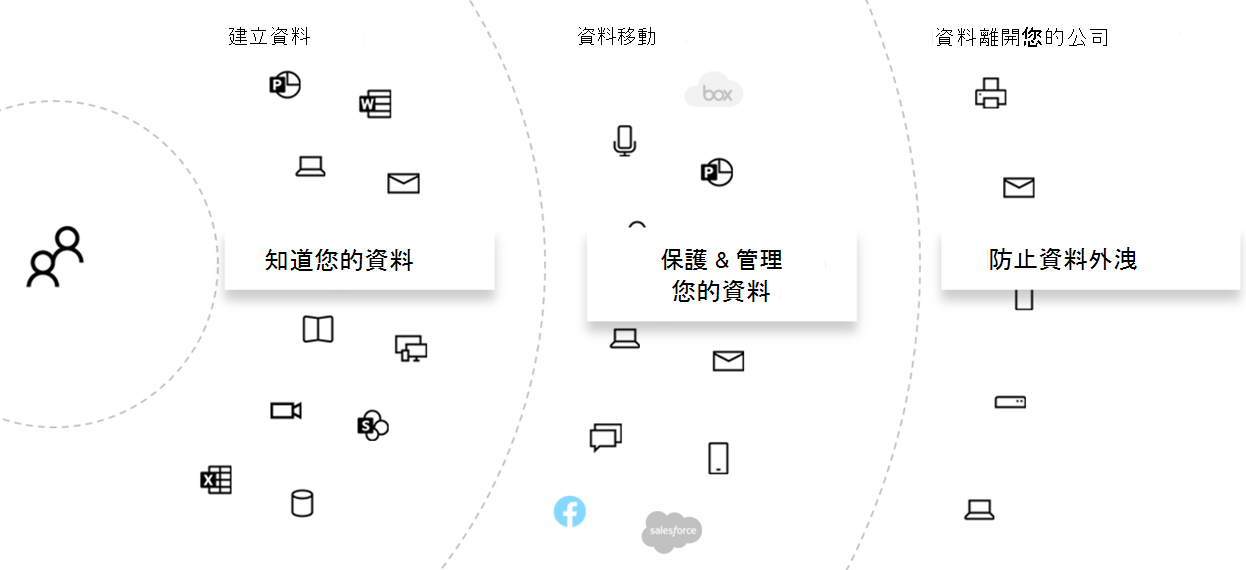 建立資料
資料移動
資料離開您的公司
P
W
box
P
知道您的資料
保護 & 管理
您的資料
防止資料外洩
S
X
f
salesforce